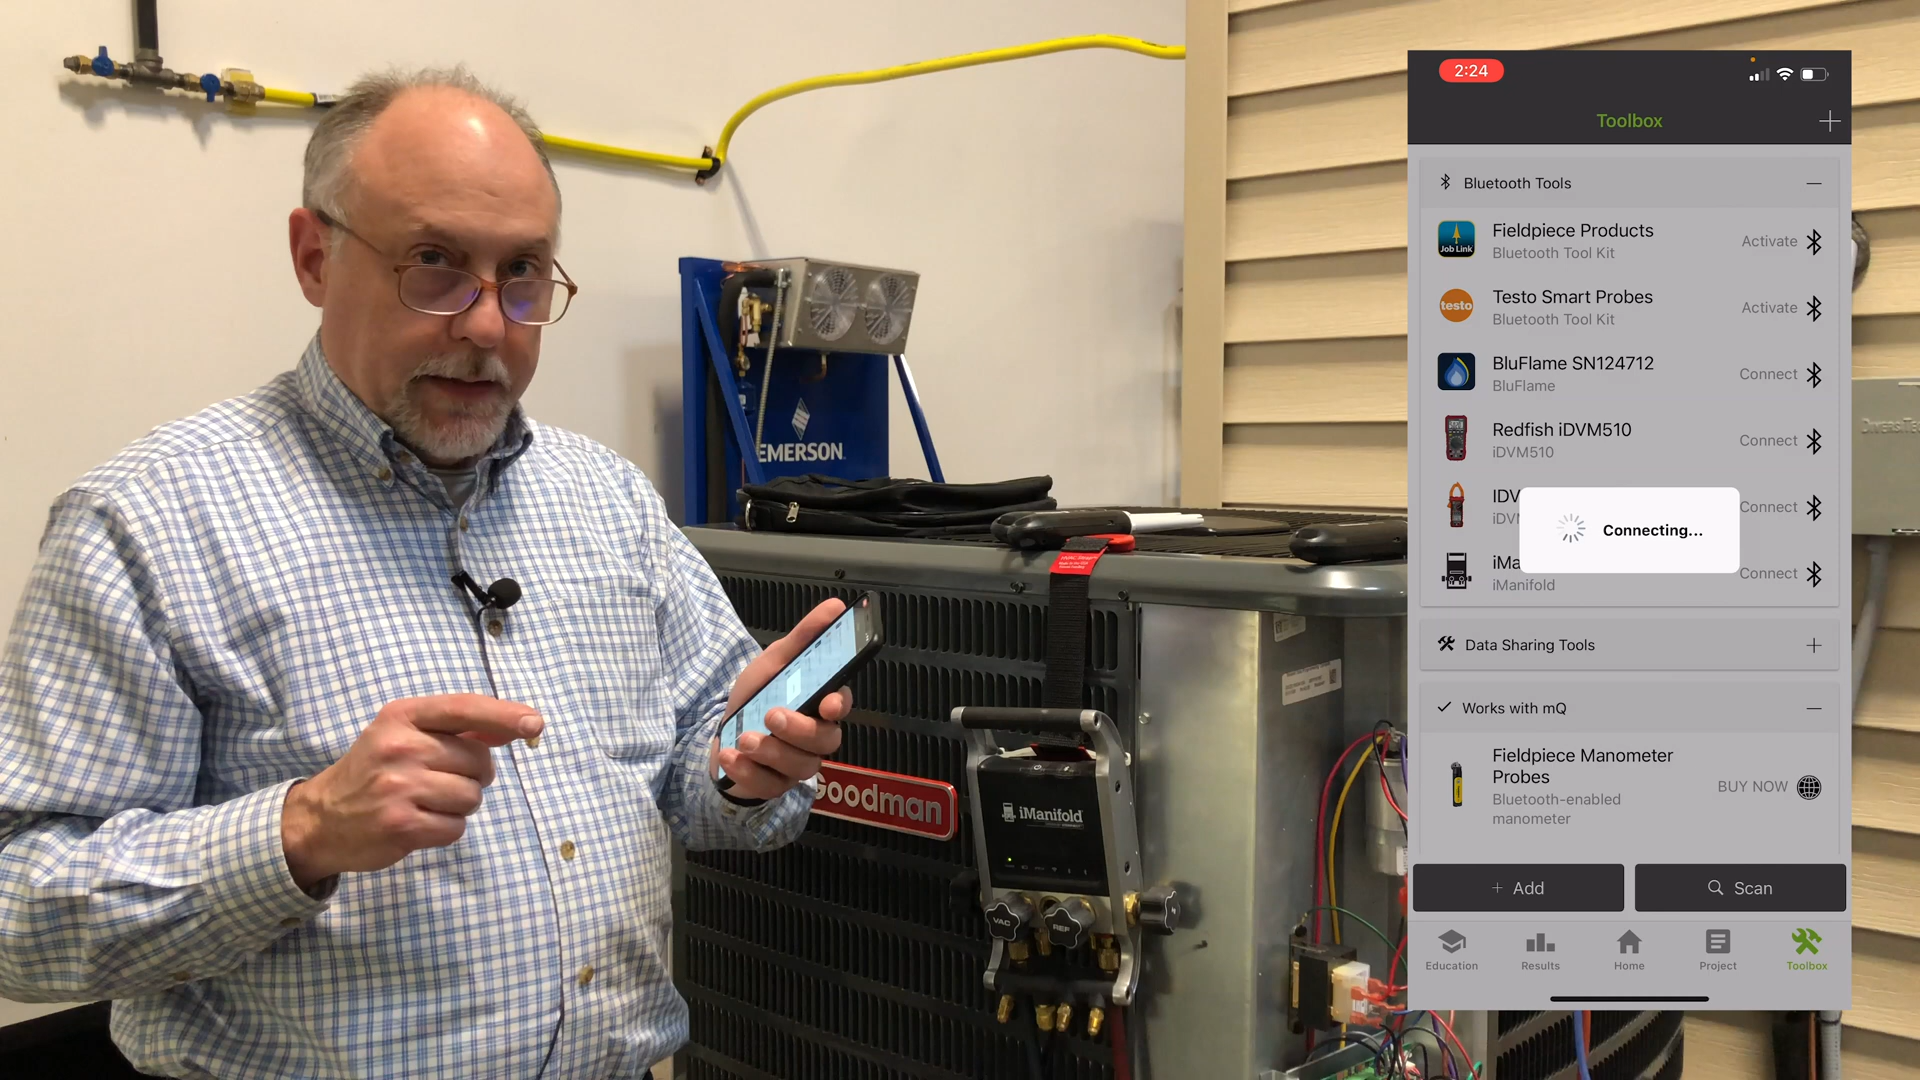 2:24
Toolbox
Bluetooth Tools
Fieldpiece Products
Bluetooth Tool Kit
Activate
Job Link
Testo Smart Probes
Bluetooth Tool Kit
Activate
testo
BluFlame SN124712
BluFlame
Connect
Redfish iDVM510
iDVM510
Connect
IDV
iDV
Connect
Connecting...
iMa
iManifold
Connect
Data Sharing Tools
Works with mQ
Fieldpiece Manometer
Probes
Bluetooth-enabled
manometer
BUY NOW
+ Add
Scan
Education
Results
Home
Project
Toolbox
EMERSON
Goodman
iManifold
VAC
REF